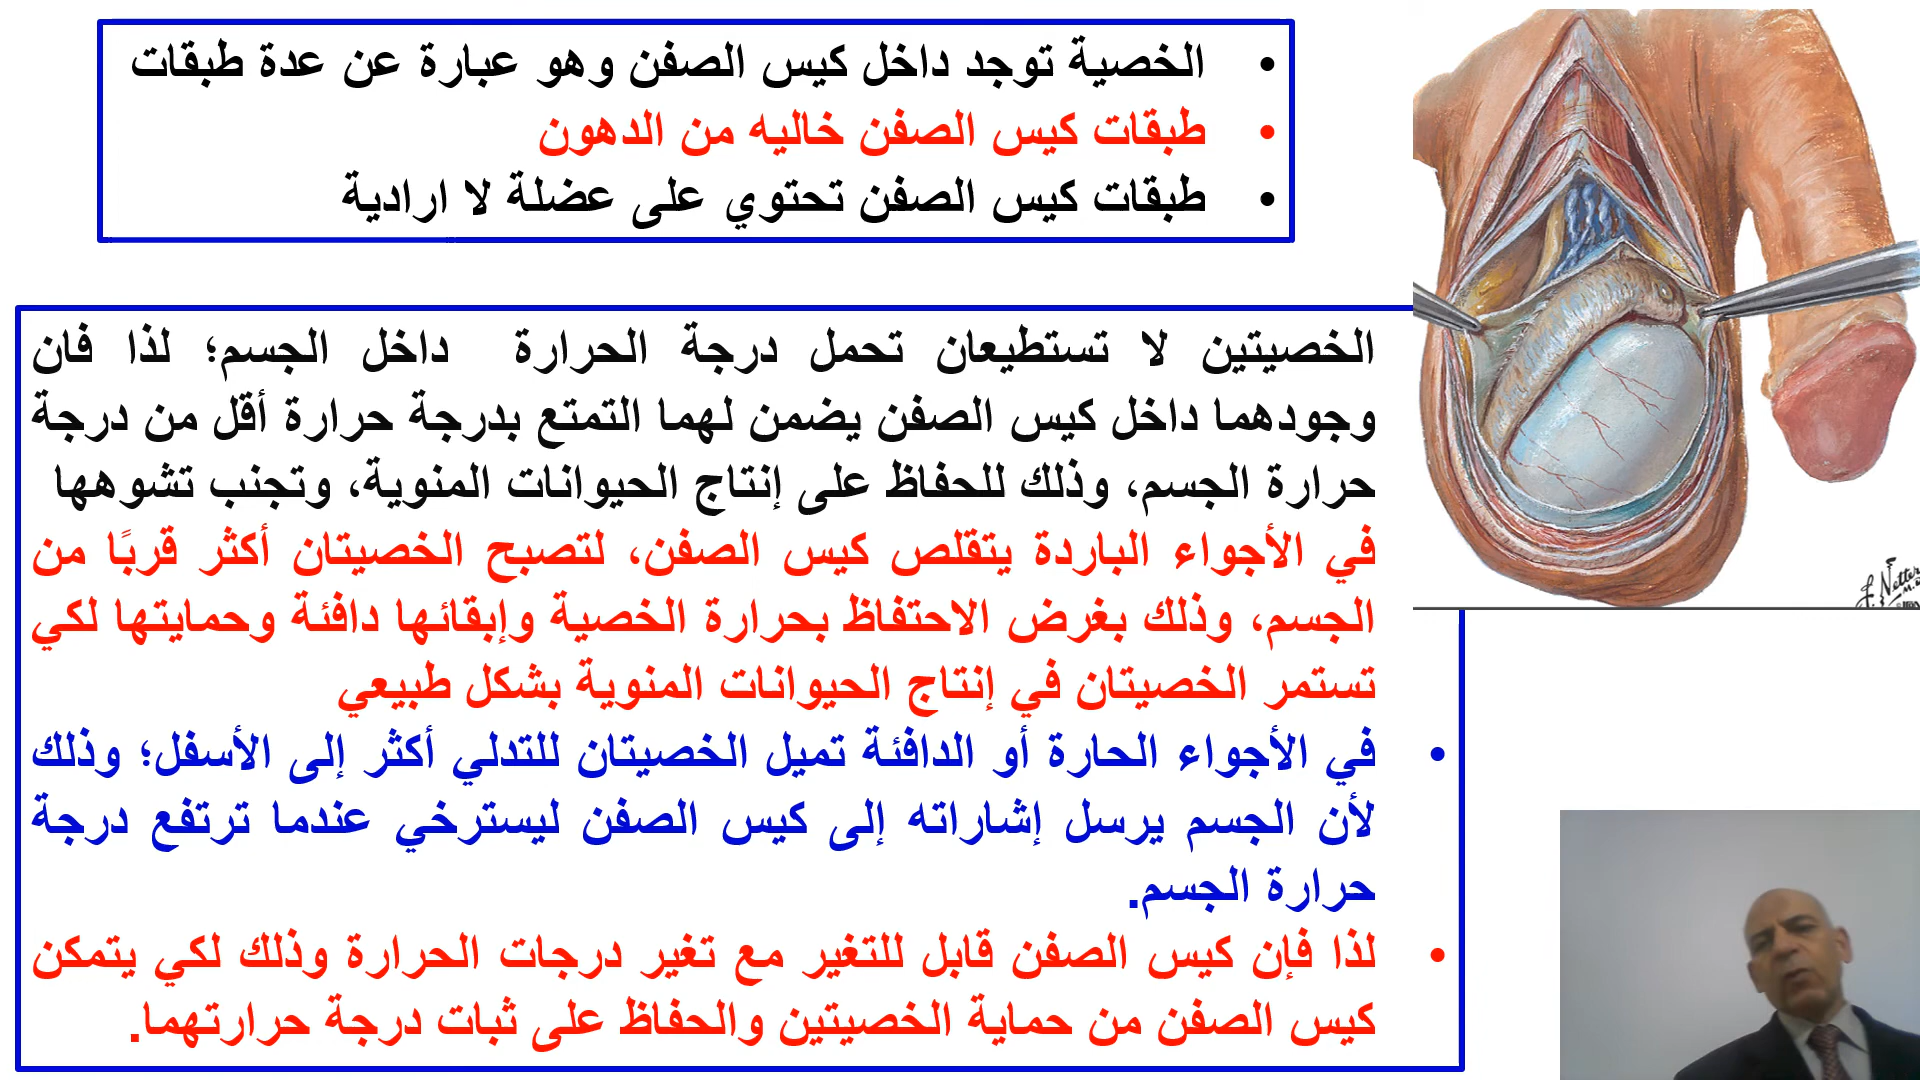 • الخصية توجد داخل كيس الصفن وهو عبارة عن عدة طبقات
• طبقات كيس الصفن خاليه من الدهون
• طبقات كيس الصفن تحتوي على عضلة لا ارادية
الخصيتين لا تستطيعان تحمل درجة الحرارة داخل الجسم؛ لذا فان
وجودهما داخل كيس الصفن يضمن لهما التمتع بدرجة حرارة أقل من درجة
حرارة الجسم، وذلك للحفاظ على إنتاج الحيوانات المنوية، وتجنب تشوهها
في الأجواء الباردة يتقلص كيس الصفن، لتصبح الخصيتان أكثر قربًا من
الجسم، وذلك بغرض الاحتفاظ بحرارة الخصية وإبقائها دافئة وحمايتها لكي
تستمر الخصيتان في إنتاج الحيوانات المنوية بشكل طبيعي
• في الأجواء الحارة أو الدافئة تميل الخصيتان للتدلي أكثر إلى الأسفل؛ وذلك
لأن الجسم يرسل إشاراته إلى كيس الصفن ليسترخي عندما ترتفع درجة
حرارة الجسم.
• لذا فإن كيس الصفن قابل للتغير مع تغير درجات الحرارة وذلك لكي يتمكن
كيس الصفن من حماية الخصيتين والحفاظ على ثبات درجة حرارتهما.
F. Netter